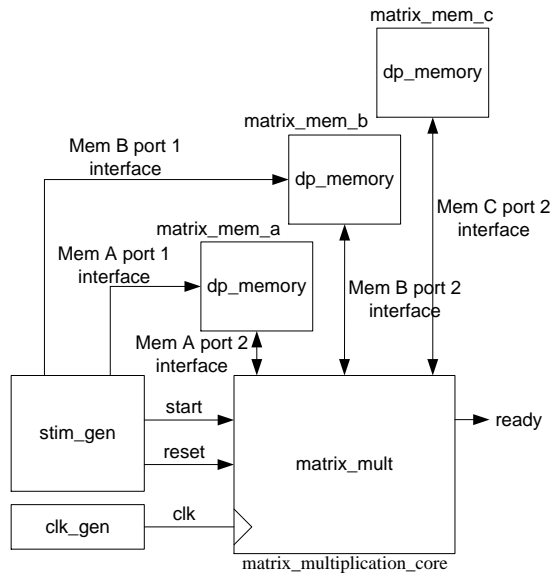 matrix_mem_c
dp_memory
matrix_mem_b
Mem B port 1
interface
dp_memory
Mem C port 2
interface
matrix_mem_a
Mem A port 1
interface
dp_memory
Mem B port 2
interface
Mem A port 2
interface
stim_gen
start
reset
matrix_mult
ready
clk_gen
clk
matrix_multiplication_core